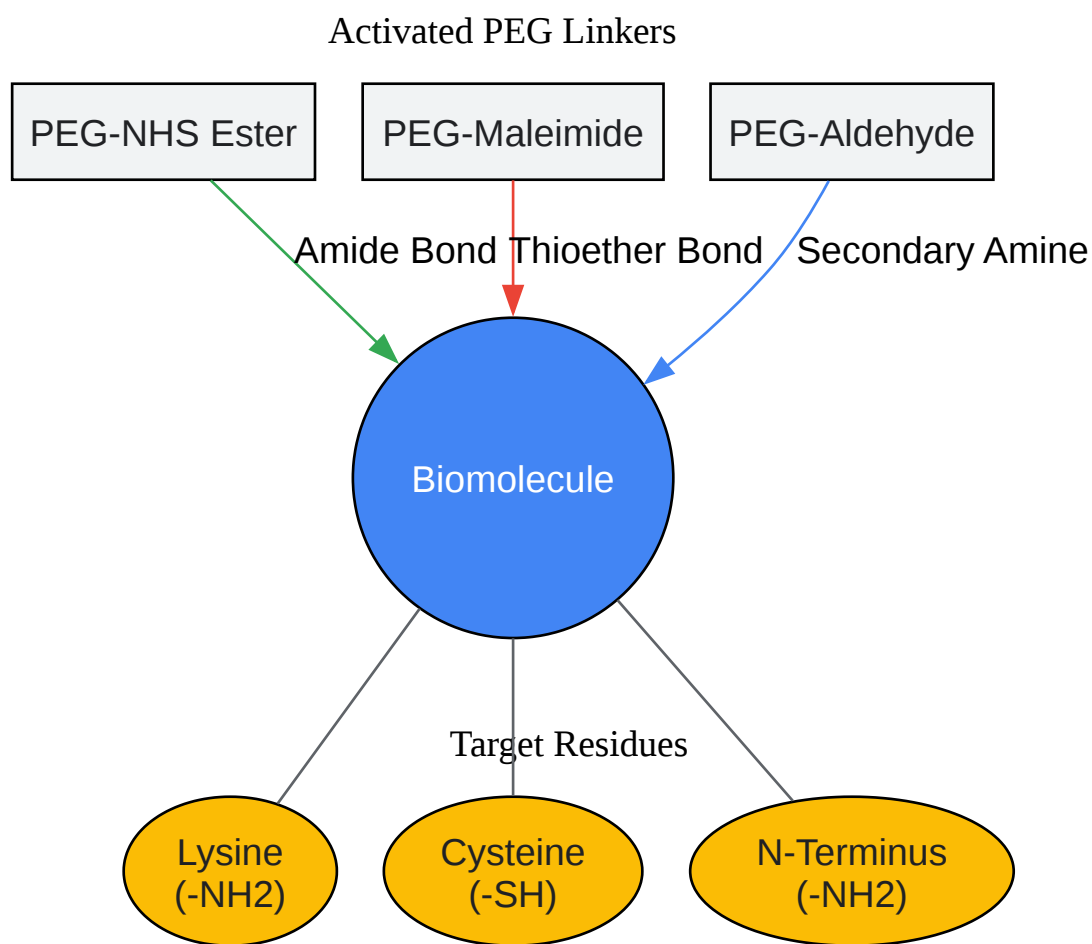 Activated PEG Linkers
PEG-NHS Ester
PEG-Maleimide
PEG-Aldehyde
Amide Bond
Thioether Bond
Secondary Amine
Biomolecule
Target Residues
Lysine
(-NH2)
Cysteine
(-SH)
N-Terminus
(-NH2)